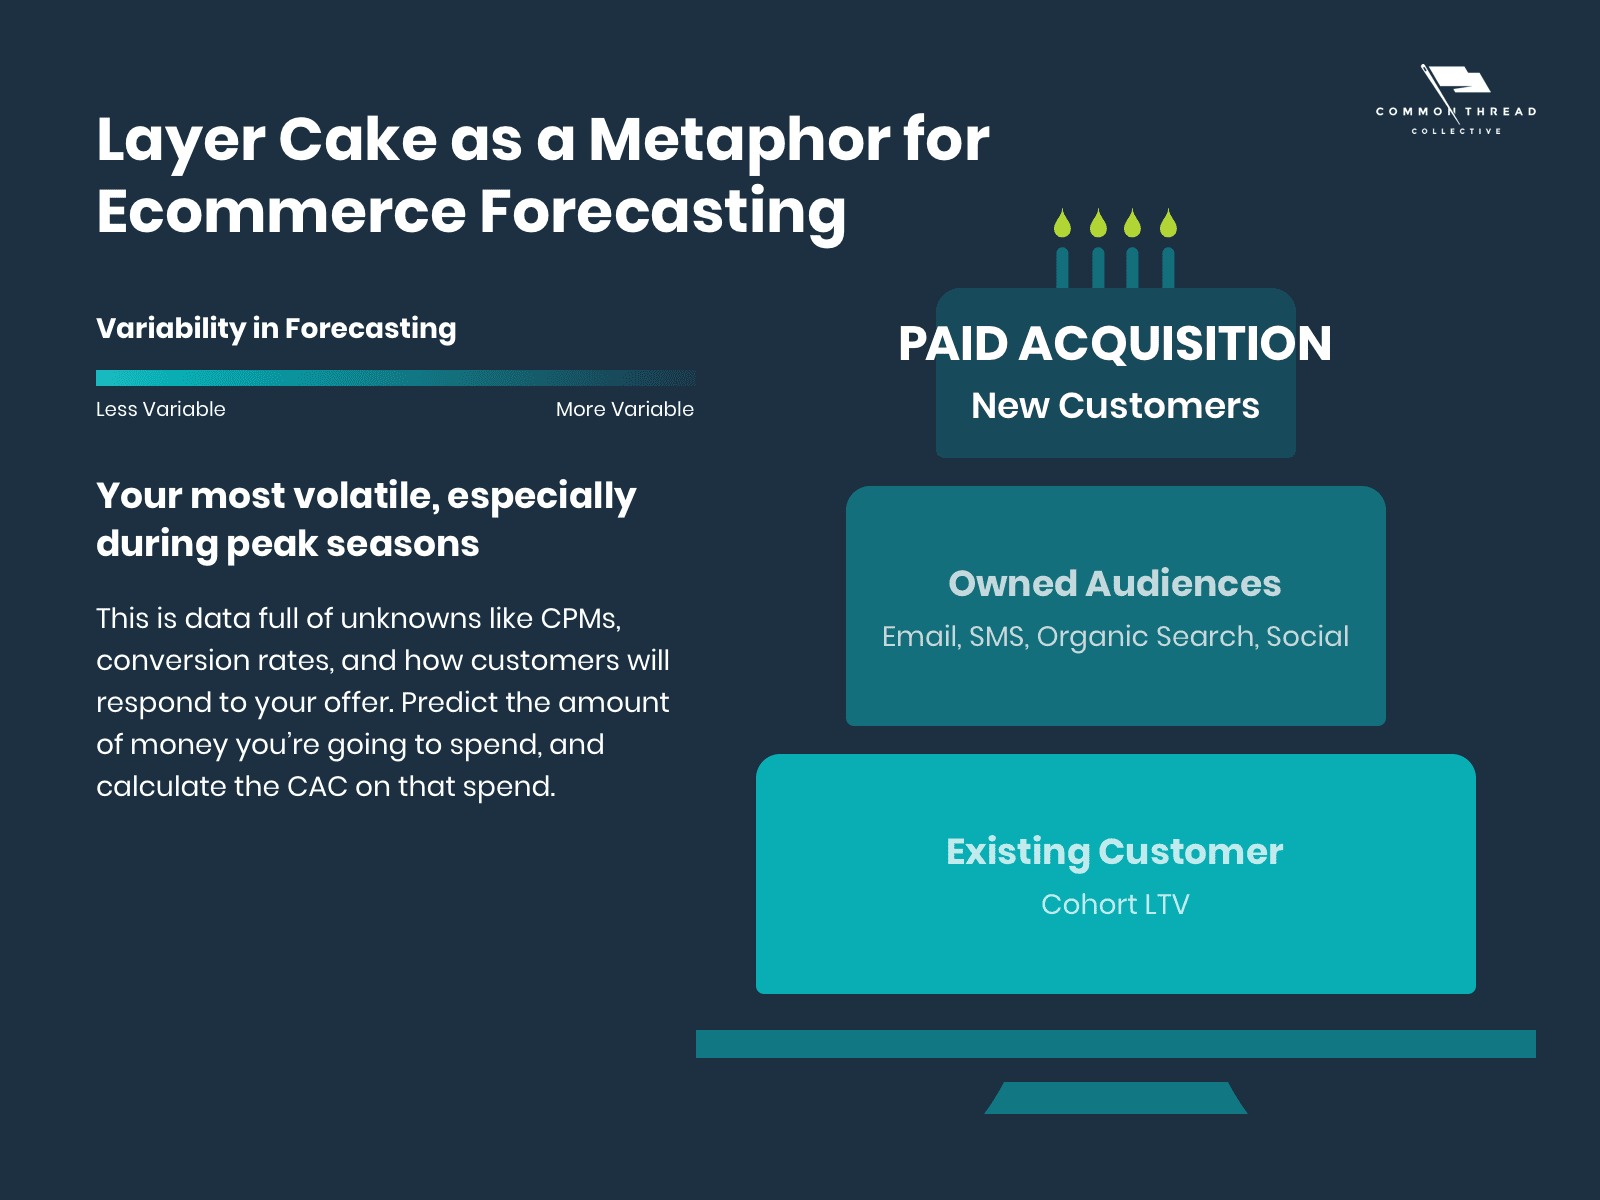 COMMON THREAD
COLLECTIVE
Layer Cake as a Metaphor for
Ecommerce Forecasting
Variability in Forecasting
Less Variable
More Variable
Your most volatile, especially
during peak seasons
This is data full of unknowns like CPMs,
conversion rates, and how customers will
respond to your offer. Predict the amount
of money you’re going to spend, and
calculate the CAC on that spend.
PAID ACQUISITION
New Customers
Owned Audiences
Email, SMS, Organic Search, Social
Existing Customer
Cohort LTV